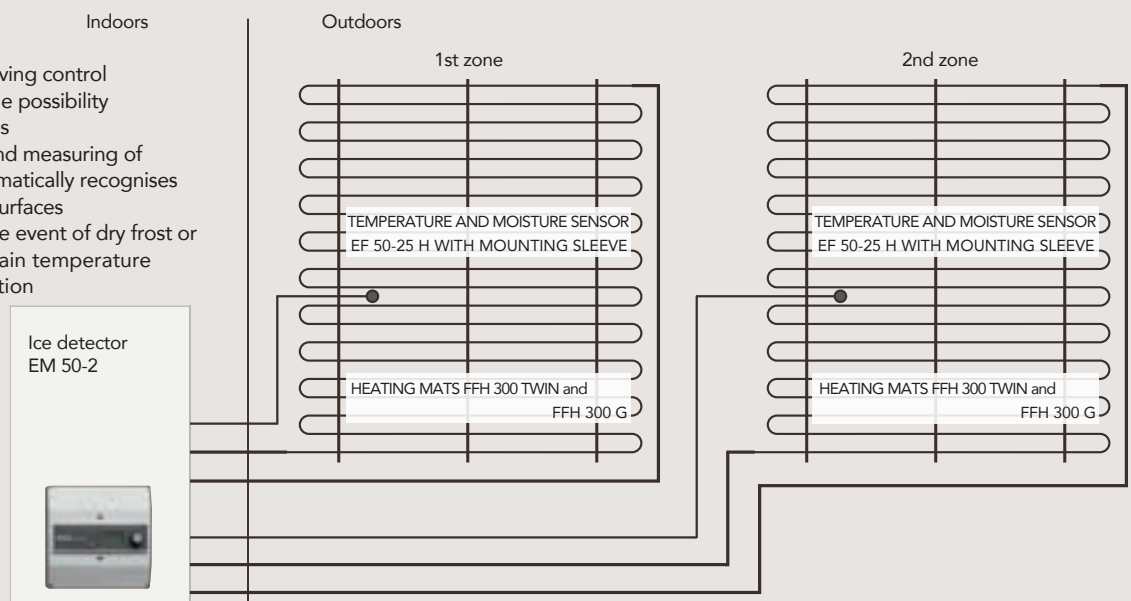 Indoors
Outdoors
ving control
e possibility
s
nd measuring of
matically recognises
urfaces
e event of dry frost or
ain temperature
tion
Ice detector
EM 50-2
1st zone
TEMPERATURE AND MOISTURE SENSOR
EF 50-25 H WITH MOUNTING SLEEVE
HEATING MATS FFH 300 TWIN and
FFH 300 G
2nd zone
TEMPERATURE AND MOISTURE SENSOR
EF 50-25 H WITH MOUNTING SLEEVE
HEATING MATS FFH 300 TWIN and
FFH 300 G